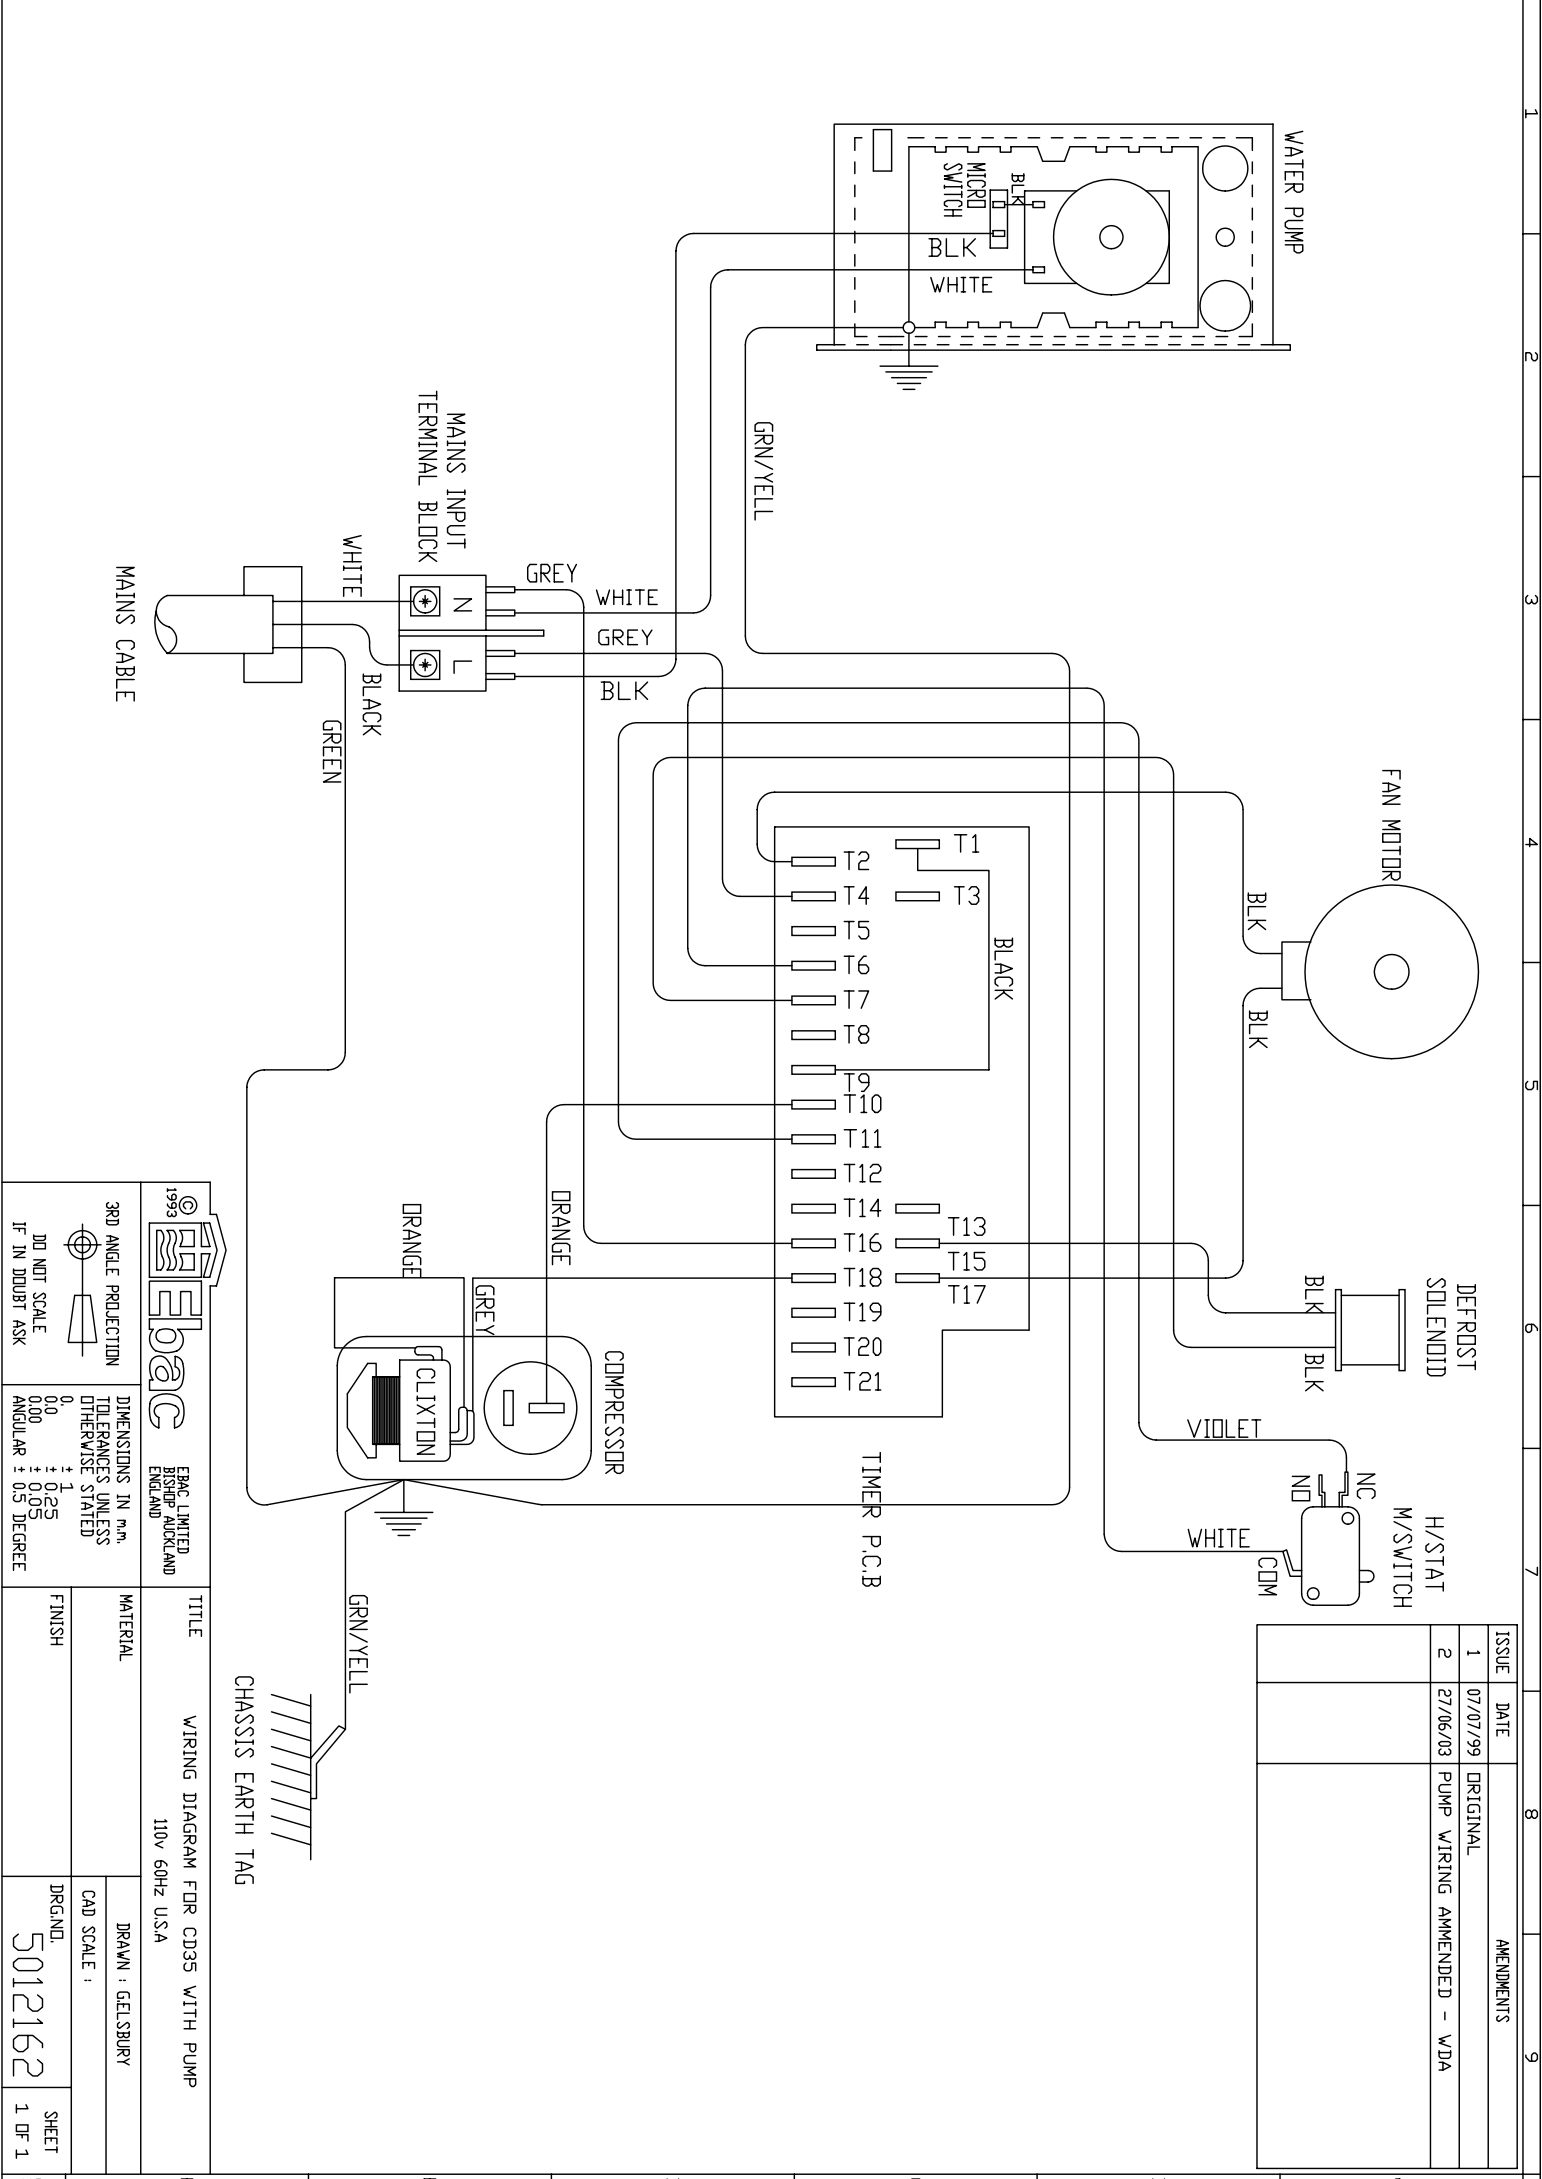 1
2
3
4
5
6
7
8
9
WATER PUMP
MICRO
SWITCH
BLK
BLK
WHITE
GRN/YELL
FAN MOTOR
BLK
BLK
DEFROST
SOLENOID
BLK
BLK
H/STAT
M/SWITCH
NC
NO
COM
VIOLET
WHITE
MAINS INPUT
TERMINAL BLOCK
N
L
GREY
WHITE
GREY
BLK
WHITE
BLACK
GREEN
MAINS CABLE
T1
T3
BLACK
T2
T4
T5
T6
T7
T8
T9
T10
T11
T12
T14
T16
T18
T19
T20
T21
T13
T15
T17
TIMER P.C.B
ORANGE
ORANGE
GREY
CLIXTON
COMPRESSOR
GRN/YELL
CHASSIS EARTH TAG
ISSUE DATE AMENDMENTS
1 07/07/99 ORIGINAL
2 27/06/03 PUMP WIRING AMMENDED - WDA
© 1993
Ebac
EBAC LIMITED
BISHOP AUCKLAND
ENGLAND
3RD ANGLE PROJECTION
DO NOT SCALE
IF IN DOUBT ASK
DIMENSIONS IN m.m.
TOLERANCES UNLESS
OTHERWISE STATED
0. ± 1
0.0 ± 0.25
0.00 ± 0.05
ANGULAR ± 0.5 DEGREE
TITLE
WIRING DIAGRAM FOR CD35 WITH PUMP
110v 60Hz U.S.A
MATERIAL
FINISH
DRAWN : G.ELSBURY
CAD SCALE :
DRG.NO.
5012162
SHEET
1 OF 1